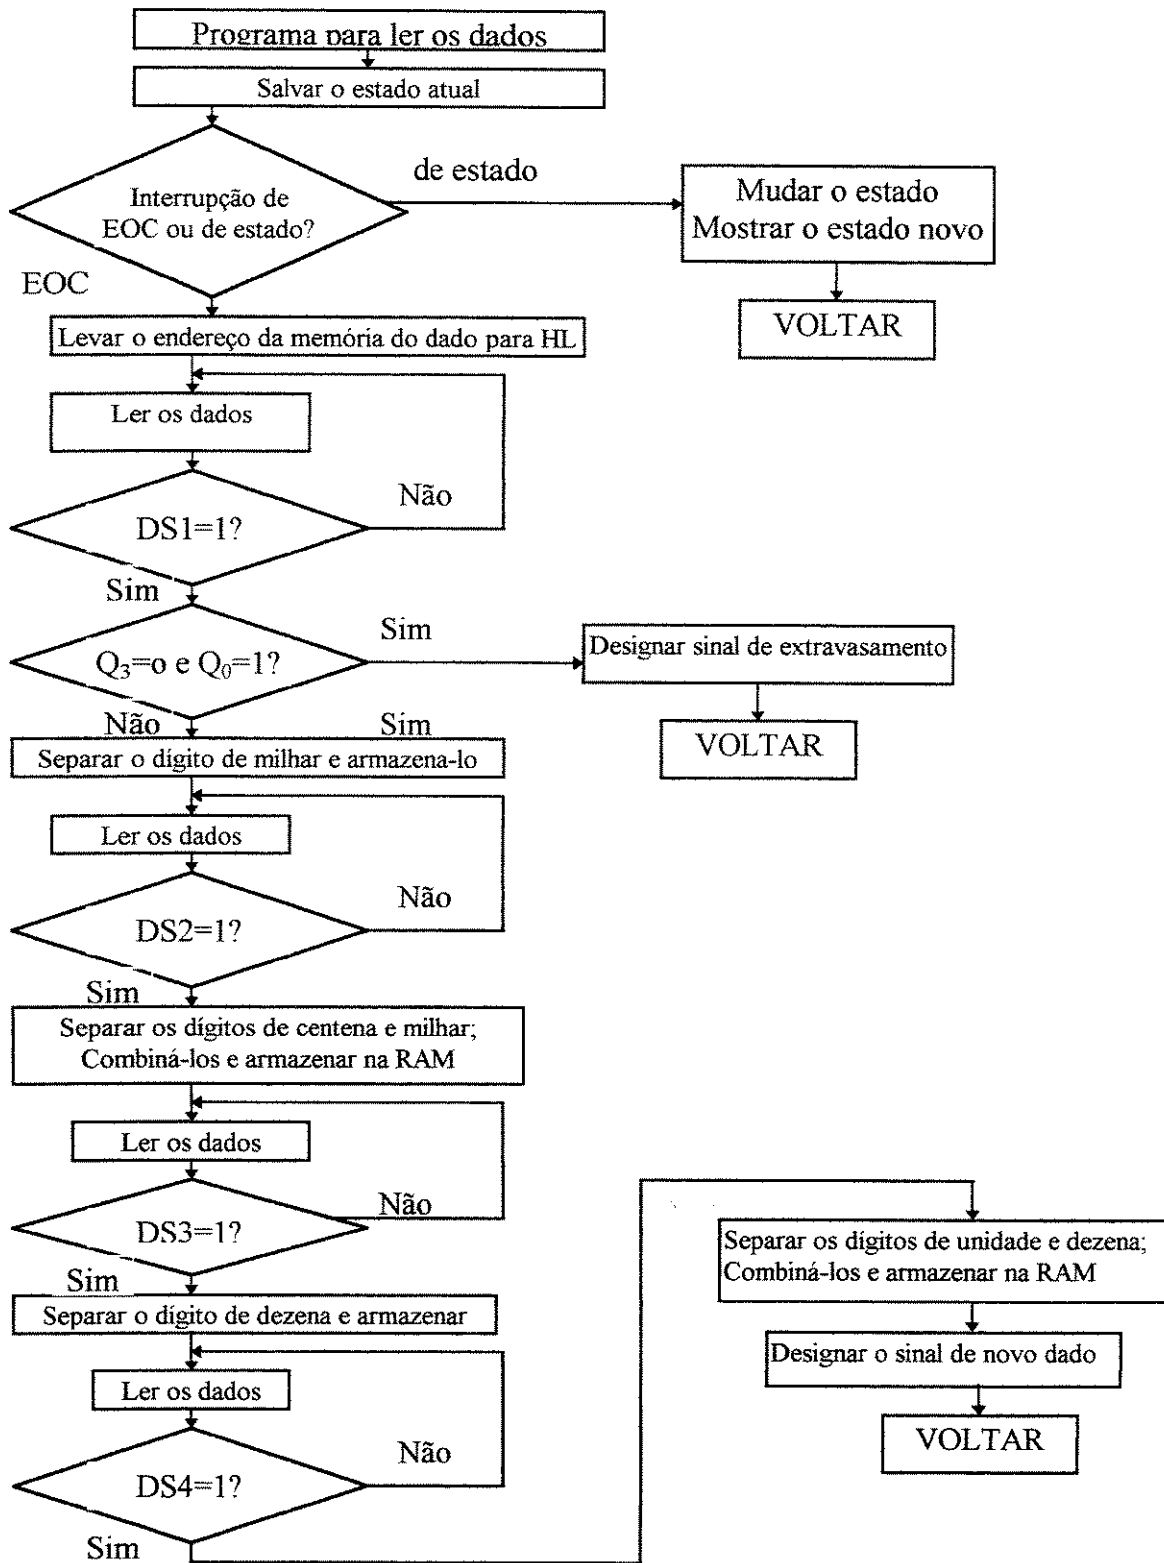 Programa para ler os dados
Salvar o estado atual
Interrupção de
EOC ou de estado?
de estado
Mudar o estado
Mostrar o estado novo
VOLTAR
EOC
Levar o endereço da memória do dado para HL
Ler os dados
DS1=1?
Não
Sim
Q₃=o e Q₀=1?
Sim
Designar sinal de extravasamento
VOLTAR
Não
Sim
Separar o dígito de milhar e armazena-lo
Ler os dados
DS2=1?
Não
Sim
Separar os dígitos de centena e milhar;
Combiná-los e armazenar na RAM
Ler os dados
DS3=1?
Não
Sim
Separar o dígito de dezena e armazenar
Ler os dados
DS4=1?
Não
Sim
Separar os dígitos de unidade e dezena;
Combiná-los e armazenar na RAM
Designar o sinal de novo dado
VOLTAR